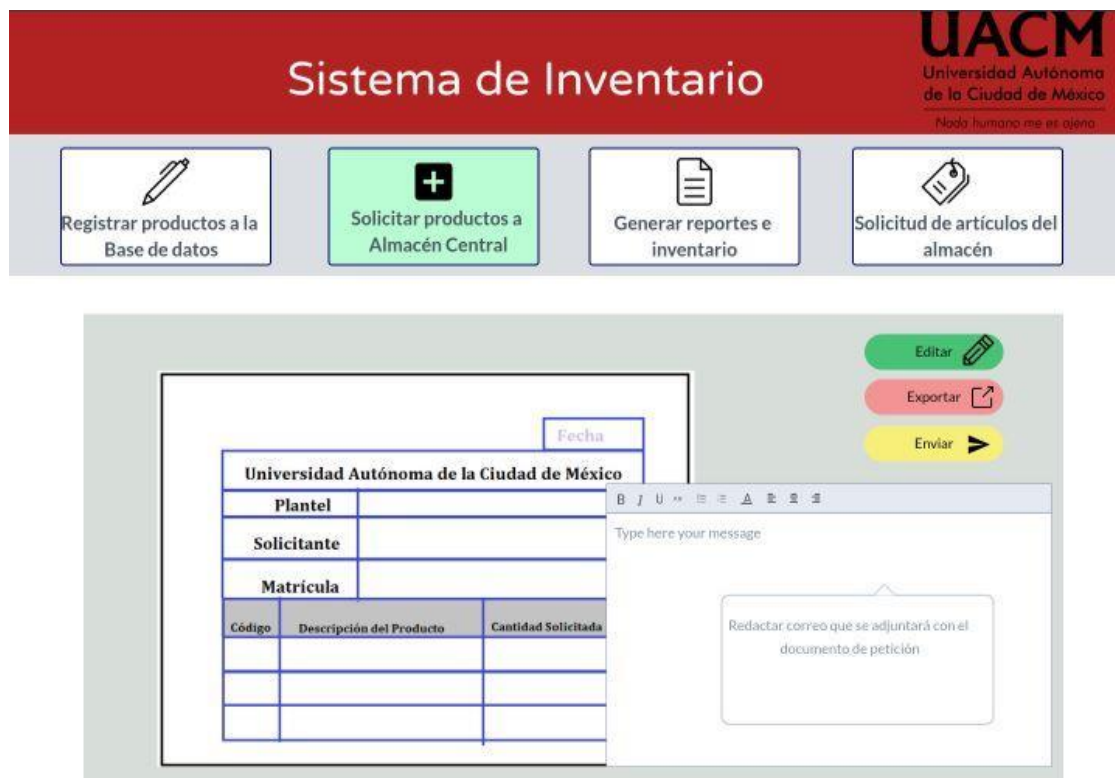 UACM
Universidad Autónoma
de la Ciudad de México
Nada humano me es ajeno
Sistema de Inventario
Registrar productos a la
Base de datos
Solicitar productos a
Almacén Central
Generar reportes e
inventario
Solicitud de artículos del
almacén
Editar
Exportar
Enviar
Fecha
Universidad Autónoma de la Ciudad de México
Plantel
Solicitante
Matrícula
Código Descripción del Producto Cantidad Solicitada
B I U
A
Type here your message
Redactar correo que se adjuntará con el
documento de petición